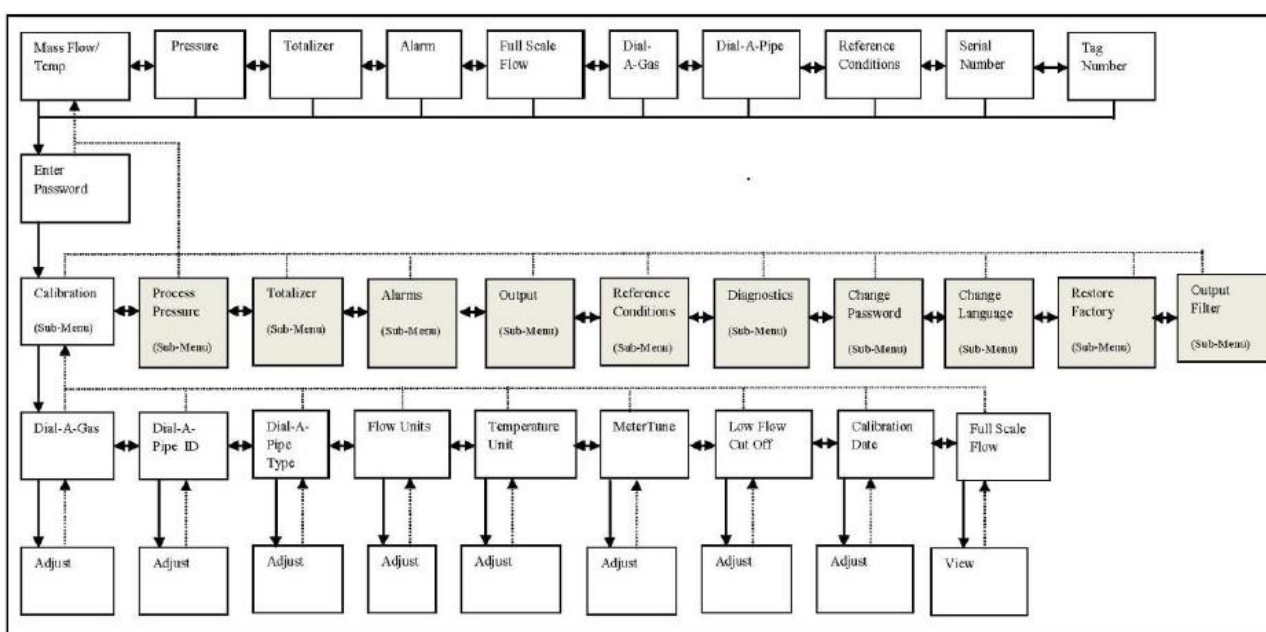 Mass Flow/
Temp
Pressure
Totalizer
Alarm
Full Scale
Flow
Dial-
A-Gas
Dial-A-Pipe
Reference
Conditions
Serial
Number
Tag
Number
Enter
Password
Calibration
(Sub-Menu)
Process
Pressure
(Sub-Menu)
Totalizer
(Sub-Menu)
Alarms
(Sub-Menu)
Output
(Sub-Menu)
Reference
Conditions
(Sub-Menu)
Diagnostics
(Sub-Menu)
Change
Password
(Sub-Menu)
Change
Language
(Sub-Menu)
Restore
Factory
(Sub-Menu)
Output
Filter
(Sub-Menu)
Dial-A-Gas
Dial-A-
Pipe ID
Dial-A-
Pipe
Type
Flow Units
Temperature
Unit
MeterTune
Low Flow
Cut Off
Calibration
Date
Full Scale
Flow
Adjust
Adjust
Adjust
Adjust
Adjust
Adjust
Adjust
Adjust
View